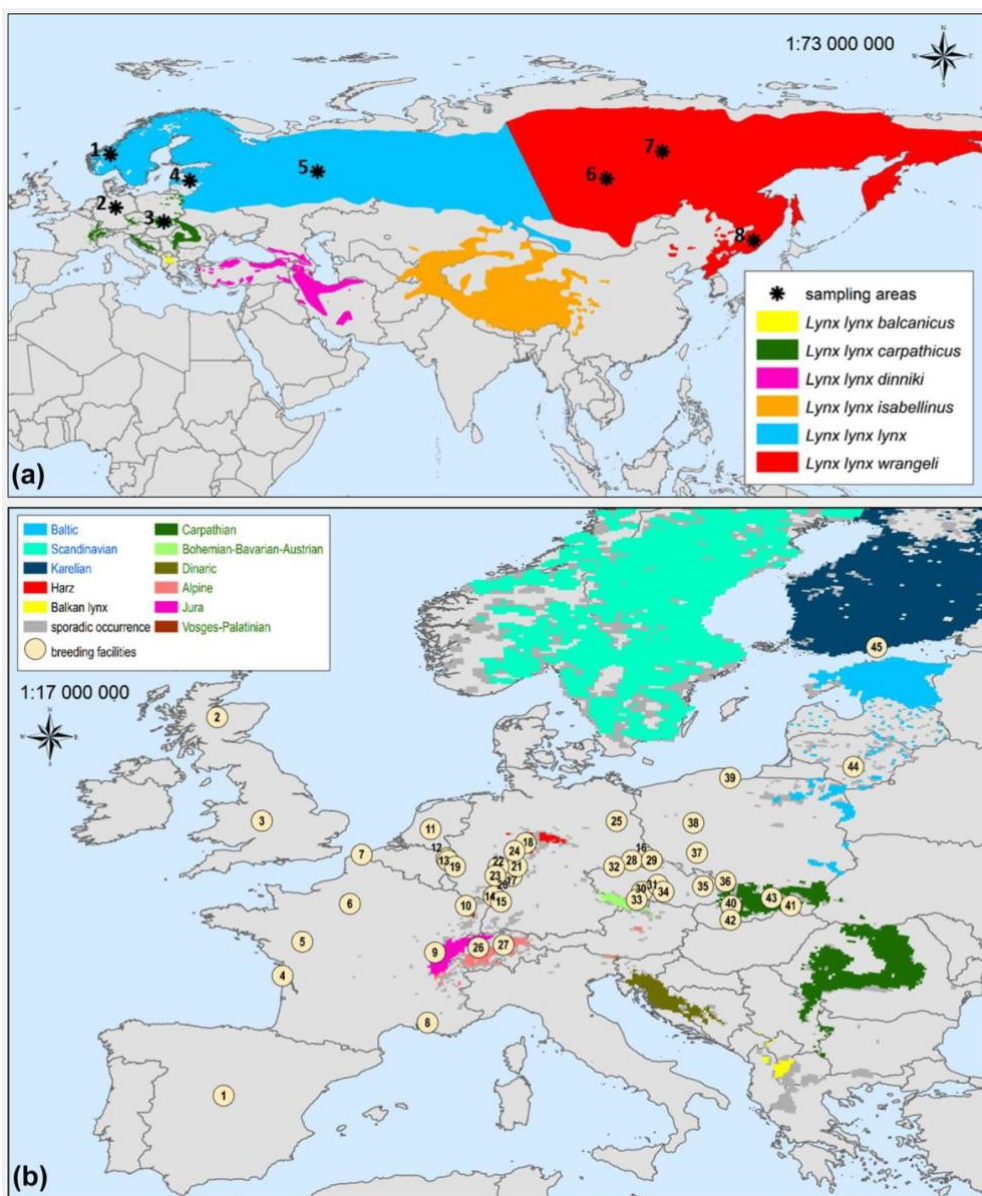 1:73 000 000
N
1
2
3
4
5
6
7
8
sampling areas
Lynx lynx balcanicus
Lynx lynx carpathicus
Lynx lynx dinniki
Lynx lynx isabellinus
Lynx lynx lynx
Lynx lynx wrangeli
(a)
Baltic
Carpathian
Scandinavian
Bohemian-Bavarian-Austrian
Karelian
Dinaric
Harz
Alpine
Balkan lynx
Jura
sporadic occurrence
Vosges-Palatinian
breeding facilities
1:17 000 000
N
W
E
S
45
2
44
39
3
11
25
38
18
12
24
16
37
7
13
19
22
21
32
28
29
23
17
31
34
35
36
30
33
6
10
14
15
40
43
41
42
5
9
26
27
4
8
1
(b)